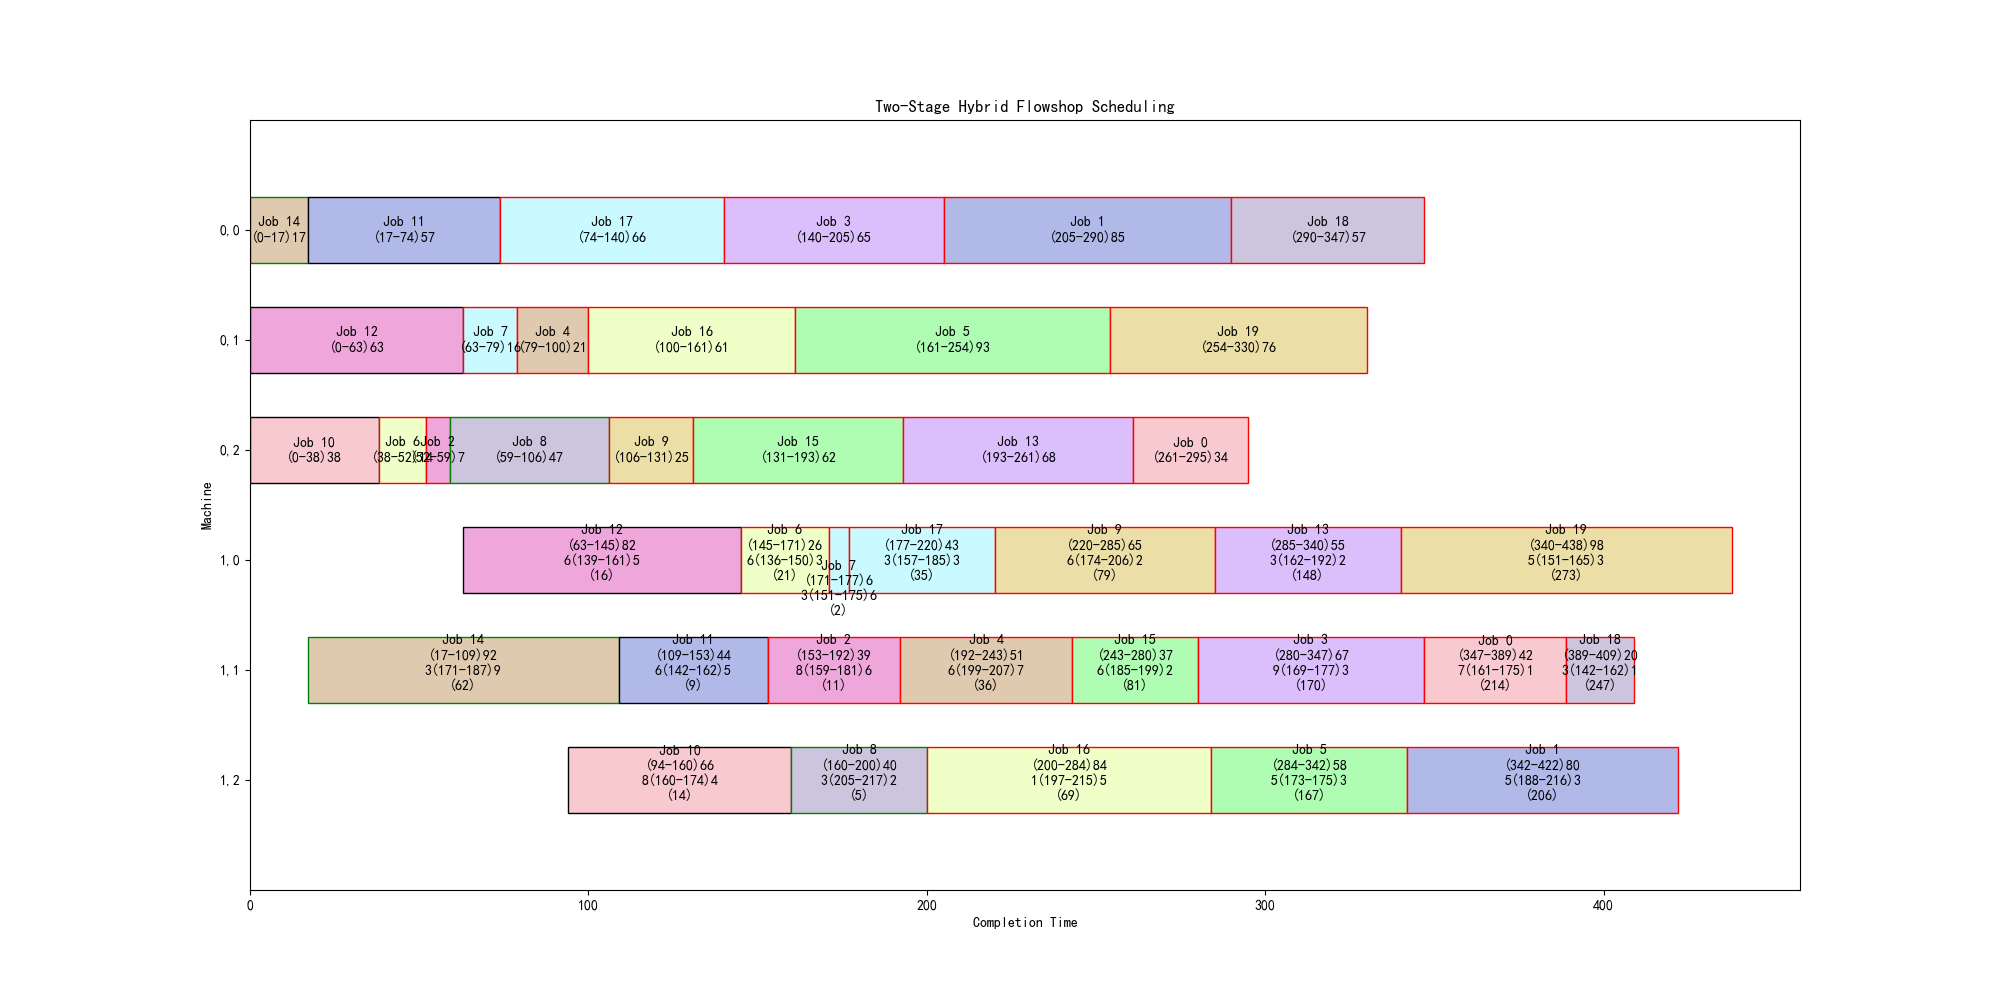 Two-Stage Hybrid Flowshop Scheduling
Machine
0,0
Job 14
(0-17)17
Job 11
(17-74)57
Job 17
(74-140)66
Job 3
(140-205)65
Job 1
(205-290)85
Job 18
(290-347)57
0,1
Job 12
(0-63)63
Job 7
(63-79)16
Job 4
(79-100)21
Job 16
(100-161)61
Job 5
(161-254)93
Job 19
(254-330)76
0,2
Job 10
(0-38)38
Job 6
(38-52)14
Job 2
(52-59)7
Job 8
(59-106)47
Job 9
(106-131)25
Job 15
(131-193)62
Job 13
(193-261)68
Job 0
(261-295)34
1,0
Job 12
(63-145)82
6(139-161)5
(16)
Job 6
(145-171)26
6(136-150)3
(21)
Job 7
(171-177)6
3(151-175)6
(2)
Job 17
(177-220)43
3(157-185)3
(35)
Job 9
(220-285)65
6(174-206)2
(79)
Job 13
(285-340)55
3(162-192)2
(148)
Job 19
(340-438)98
5(151-165)3
(273)
1,1
Job 14
(17-109)92
3(171-187)9
(62)
Job 11
(109-153)44
6(142-162)5
(9)
Job 2
(153-192)39
8(159-181)6
(11)
Job 4
(192-243)51
6(199-207)7
(36)
Job 15
(243-280)37
6(185-199)2
(81)
Job 3
(280-347)67
9(169-177)3
(170)
Job 0
(347-389)42
7(161-175)1
(214)
Job 18
(389-409)20
3(142-162)1
(247)
1,2
Job 10
(94-160)66
8(160-174)4
(14)
Job 8
(160-200)40
3(205-217)2
(5)
Job 16
(200-284)84
1(197-215)5
(69)
Job 5
(284-342)58
5(173-175)3
(167)
Job 1
(342-422)80
5(188-216)3
(206)
0
100
200
300
400
Completion Time